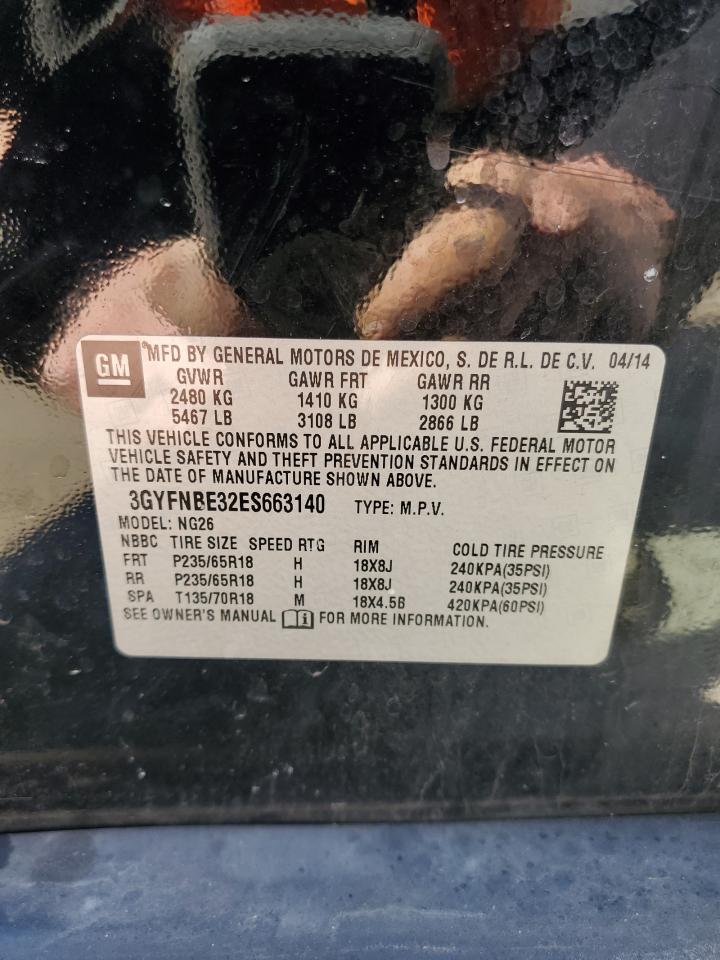 GM ® MFD BY GENERAL MOTORS DE MEXICO, S. DE R.L. DE C.V. 04/14
GVWR GAWR FRT GAWR RR
2480 KG 1410 KG 1300 KG
5467 LB 3108 LB 2866 LB
THIS VEHICLE CONFORMS TO ALL APPLICABLE U.S. FEDERAL MOTOR
VEHICLE SAFETY AND THEFT PREVENTION STANDARDS IN EFFECT ON
THE DATE OF MANUFACTURE SHOWN ABOVE.
3GYFNBE32ES663140 TYPE: M.P.V.
MODEL: NG26
NBBC TIRE SIZE SPEED RTG RIM COLD TIRE PRESSURE
FRT P235/65R18 H 18X8J 240KPA(35PSI)
RR P235/65R18 H 18X8J 240KPA(35PSI)
SPA T135/70R18 M 18X4.5B 420KPA(60PSI)
SEE OWNER'S MANUAL i FOR MORE INFORMATION.